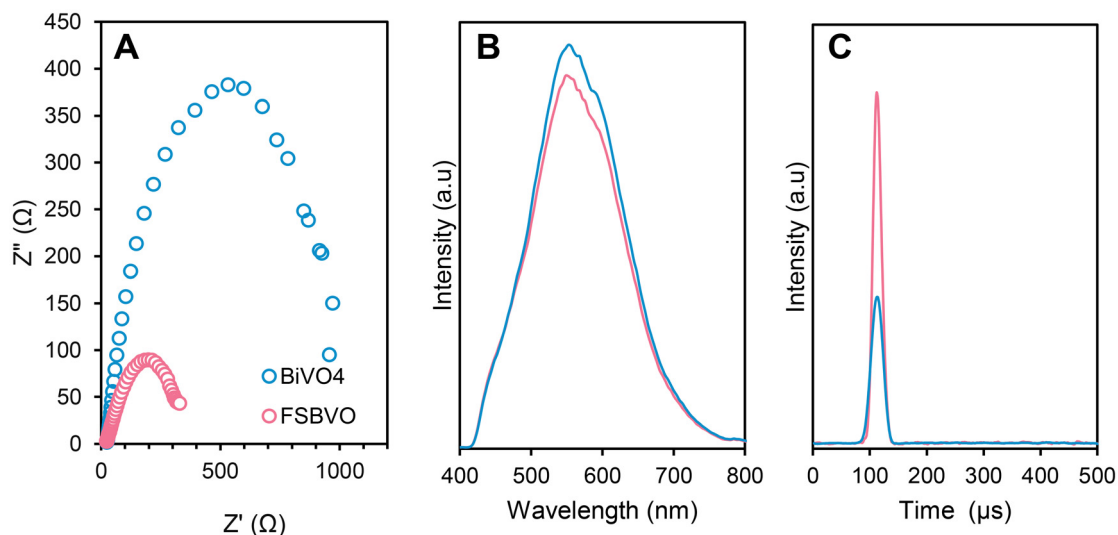 A
Z'' (Ω)
450
400
350
300
250
200
150
100
50
0
0
500
1000
Z' (Ω)
BiVO4
FSBVO
B
Intensity (a.u)
400
500
600
700
800
Wavelength (nm)
C
Intensity (a.u)
0
100
200
300
400
500
Time (µs)